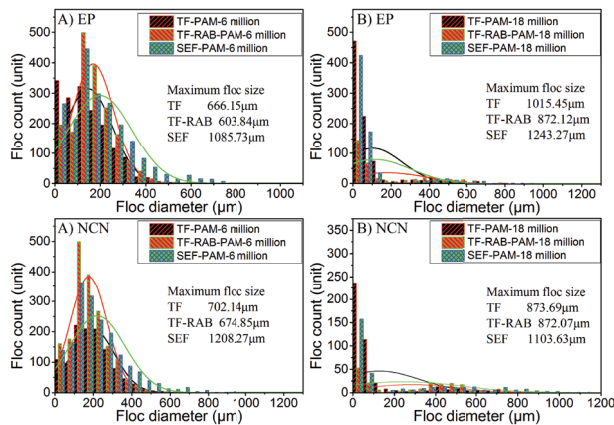 A) EP
TF-PAM-6 million
TF-RAB-PAM-6 million
SEF-PAM-6 million
Maximum floc size
TF 666.15μm
TF-RAB 603.84μm
SEF 1085.73μm
Floc count (unit)
500
400
300
200
100
0
0 200 400 600 800 1000
Floc diameter (μm)
B) EP
TF-PAM-18 million
TF-RAB-PAM-18 million
SEF-PAM-18 million
Maximum floc size
TF 1015.45μm
TF-RAB 872.12μm
SEF 1243.27μm
Floc count (unit)
500
400
300
200
100
0
0 200 400 600 800 1000 1200
Floc diameter (μm)
A) NCN
TF-PAM-6 million
TF-RAB-PAM-6 million
SEF-PAM-6 million
Maximum floc size
TF 702.14μm
TF-RAB 674.85μm
SEF 1208.27μm
Floc count (unit)
500
400
300
200
100
0
0 200 400 600 800 1000 1200
Floc diameter (μm)
B) NCN
TF-PAM-18 million
TF-RAB-PAM-18 million
SEF-PAM-18 million
Maximum floc size
TF 873.69μm
TF-RAB 872.07μm
SEF 1103.63μm
Floc count (unit)
350
300
250
200
150
100
50
0
0 200 400 600 800 1000 1200
Floc diameter (μm)